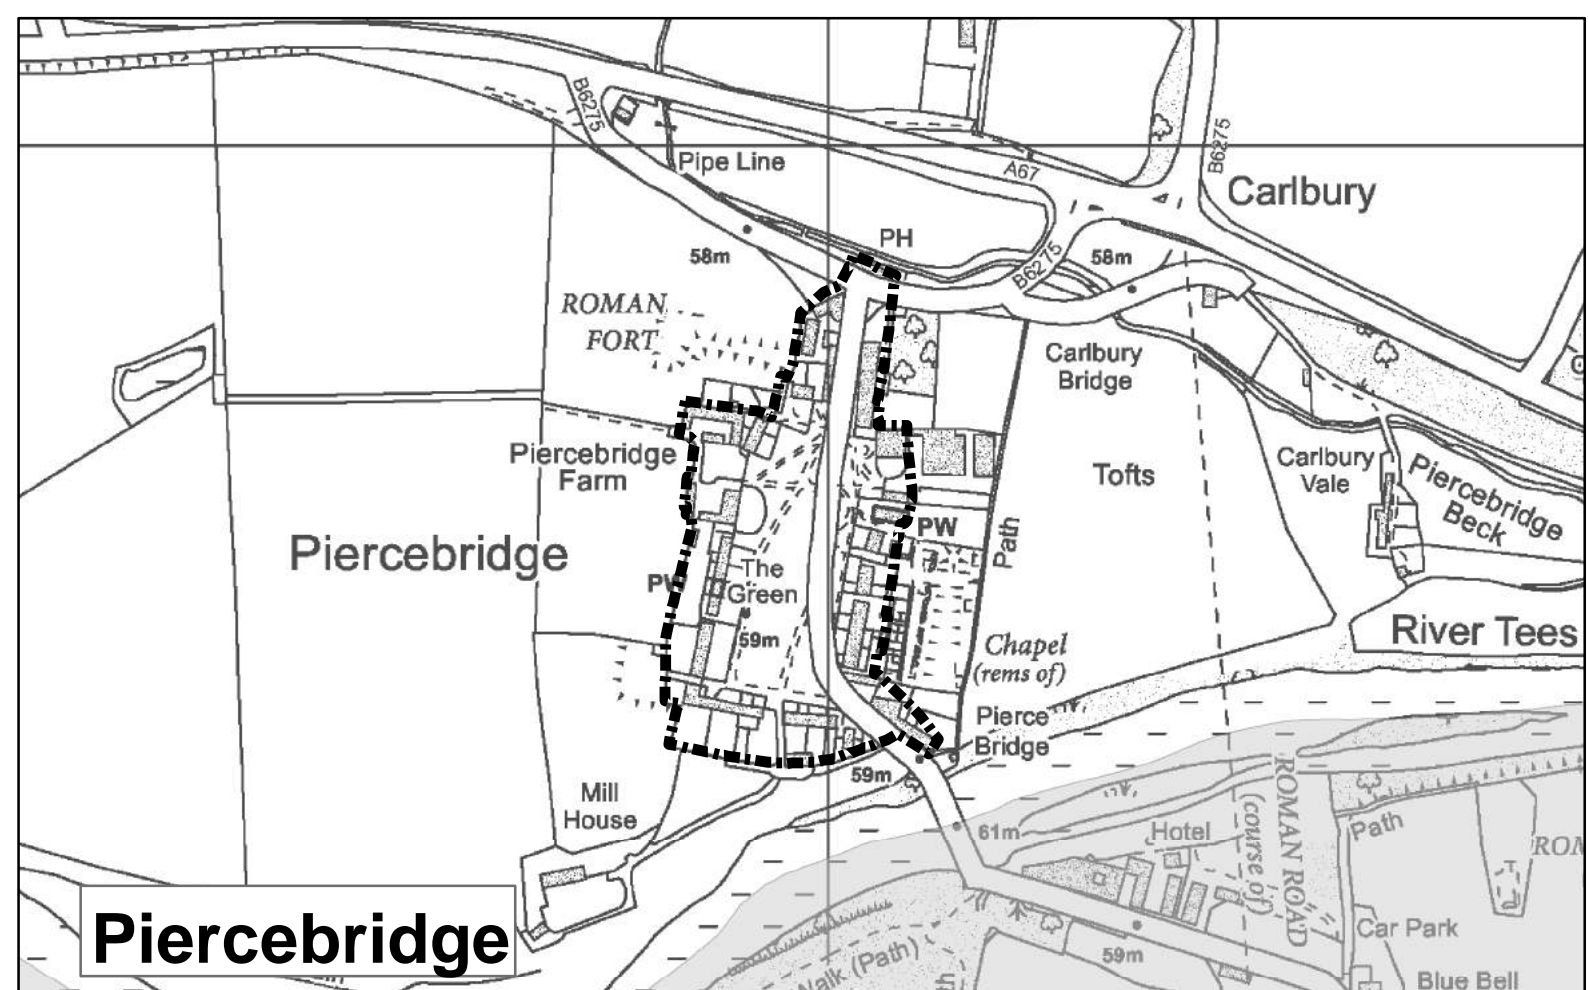 B6275
Pipe Line
A67
B6275
Carlbury
PH
58m
B6275
58m
ROMAN
FORT
Carlbury
Bridge
Piercebridge
Farm
Tofts
Carlbury
Vale
Piercebridge
Beck
PW
Path
Piercebridge
PW
The
Green
59m
River Tees
Chapel
(rems of)
Pierce
Bridge
59m
Mill
House
61m
Hotel
ROMAN ROAD
(course of)
Path
ROM
Car Park
59m
Walk (Path)
Blue Bell
Piercebridge